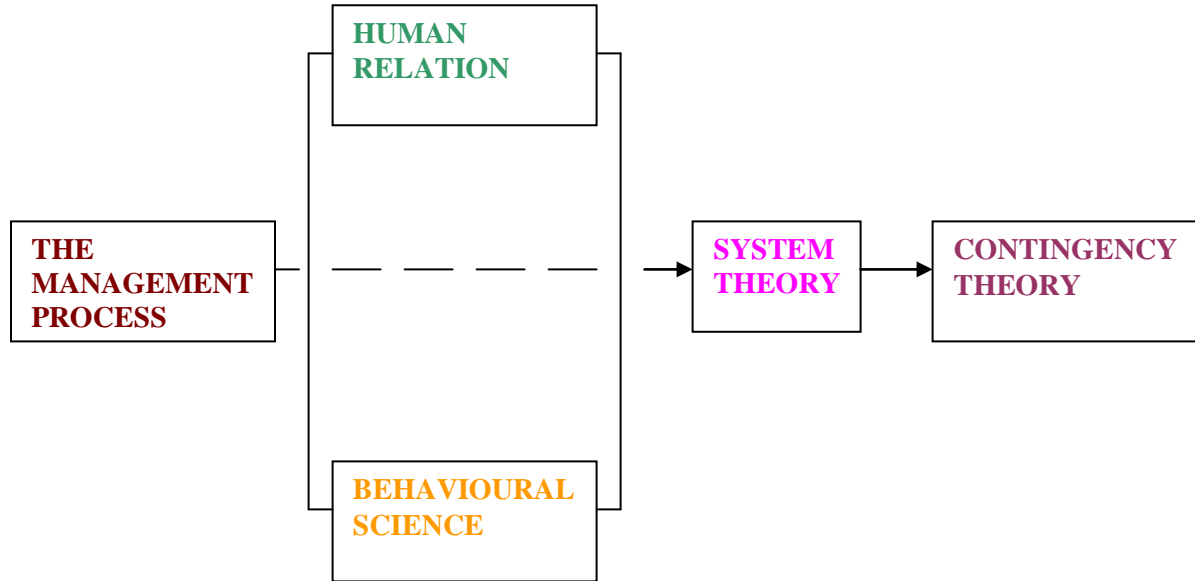 HUMAN
RELATION
THE
MANAGEMENT
PROCESS
SYSTEM
THEORY
CONTINGENCY
THEORY
BEHAVIOURAL
SCIENCE